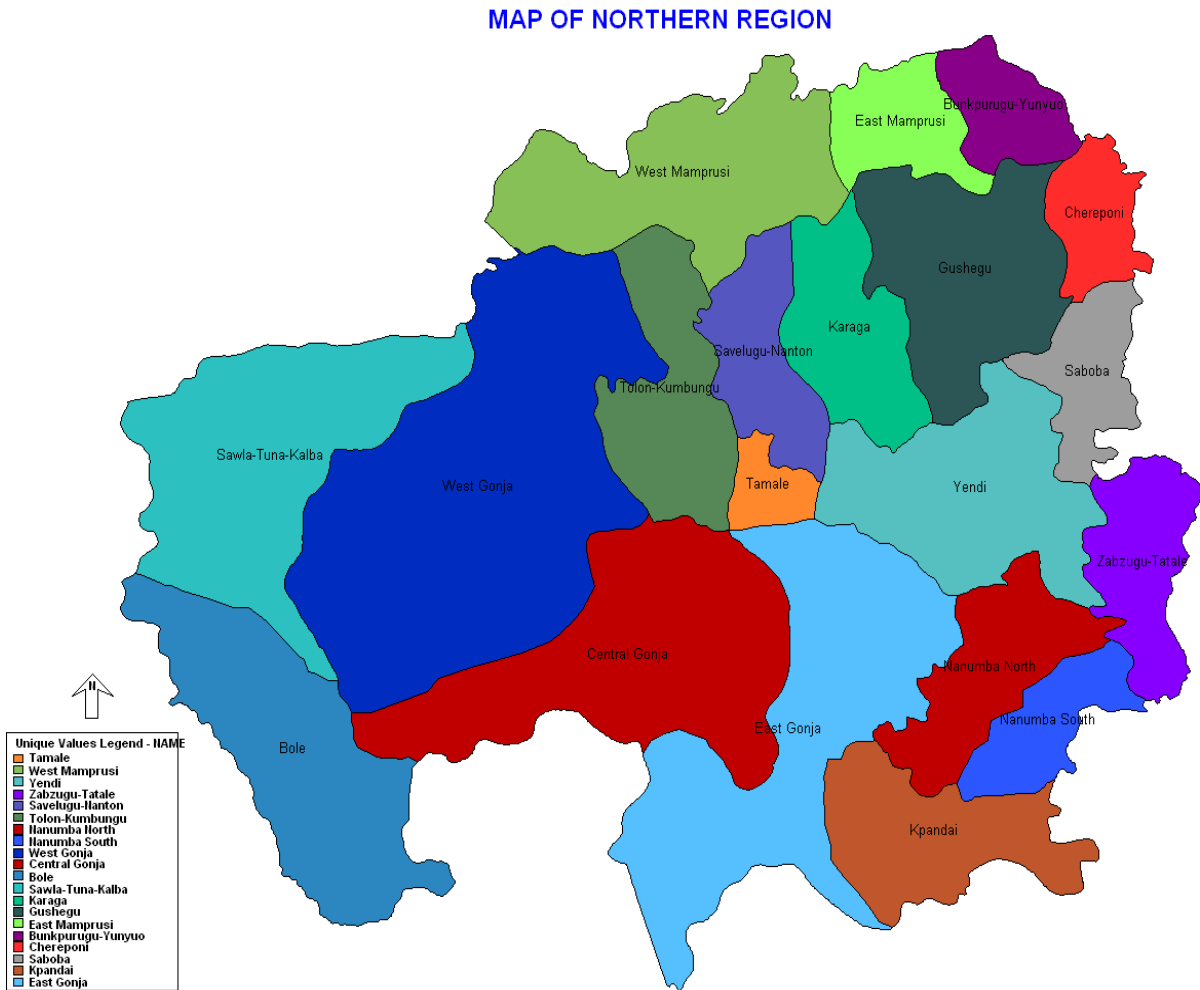 MAP OF NORTHERN REGION
Bunkpurugu-Yunyuo
East Mamprusi
West Mamprusi
Chereponi
Gushegu
Karaga
Savelugu-Nanton
Saboba
Tolon-Kumbungu
Sawla-Tuna-Kalba
West Gonja
Tamale
Yendi
Zabzugu-Tatale
Central Gonja
Nanumba North
Nanumba South
East Gonja
Bole
Kpandai
N
Unique Values Legend - NAME
Tamale
West Mamprusi
Yendi
Zabzugu-Tatale
Savelugu-Nanton
Tolon-Kumbungu
Nanumba North
Nanumba South
West Gonja
Central Gonja
Bole
Sawla-Tuna-Kalba
Karaga
Gushegu
East Mamprusi
Bunkpurugu-Yunyuo
Chereponi
Saboba
Kpandai
East Gonja